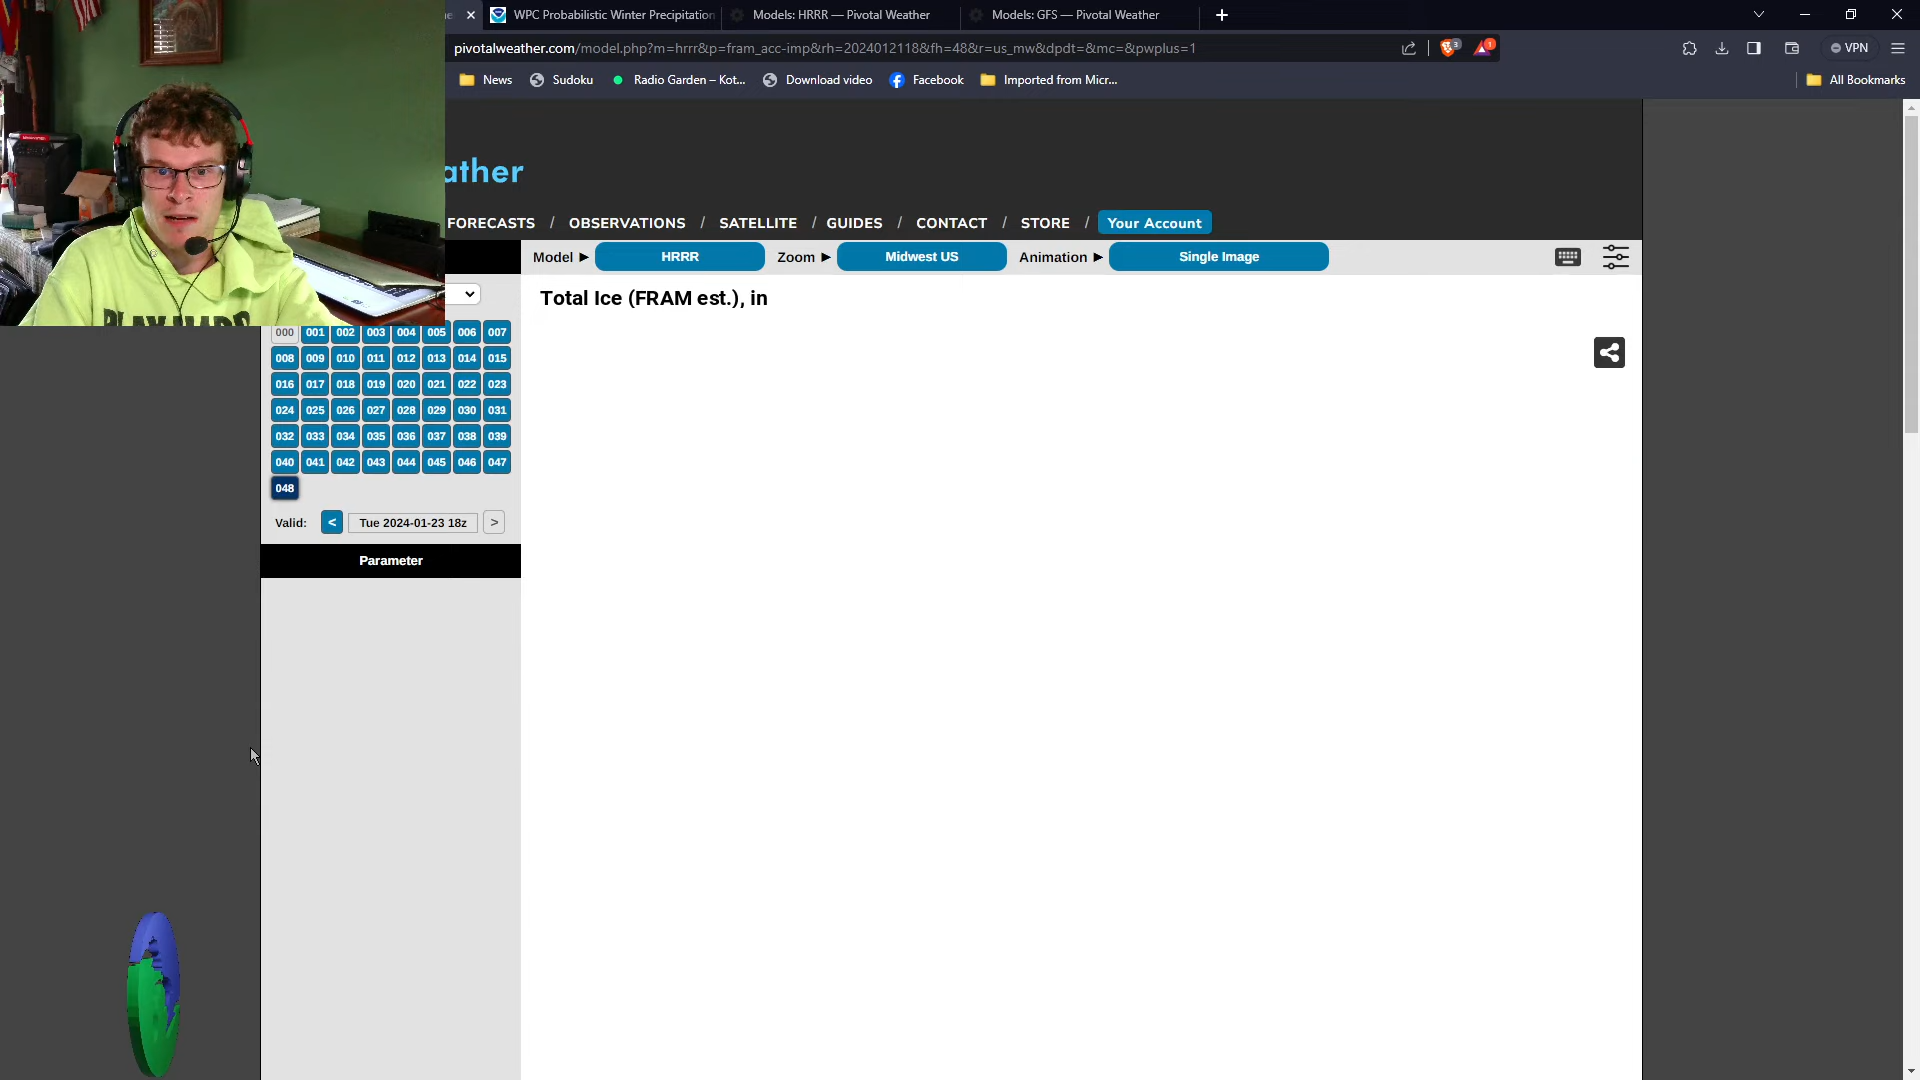 WPC Probabilistic Winter Precipitation
Models: HRRR — Pivotal Weather
Models: GFS — Pivotal Weather
pivotalweather.com/model.php?m=hrrr&p=fram_acc-imp&rh=2024012118&fh=48&r=us_mw&dpdt=&mc=&pwplus=1
3
1
VPN
News
Sudoku
Radio Garden – Kot...
Download video
Facebook
Imported from Micr...
All Bookmarks
ather
FORECASTS / OBSERVATIONS / SATELLITE / GUIDES / CONTACT / STORE / Your Account
Model ▶ HRRR Zoom ▶ Midwest US Animation ▶ Single Image
Total Ice (FRAM est.), in
000 001 002 003 004 005 006 007
008 009 010 011 012 013 014 015
016 017 018 019 020 021 022 023
024 025 026 027 028 029 030 031
032 033 034 035 036 037 038 039
040 041 042 043 044 045 046 047
048
Valid: < Tue 2024-01-23 18z >
Parameter